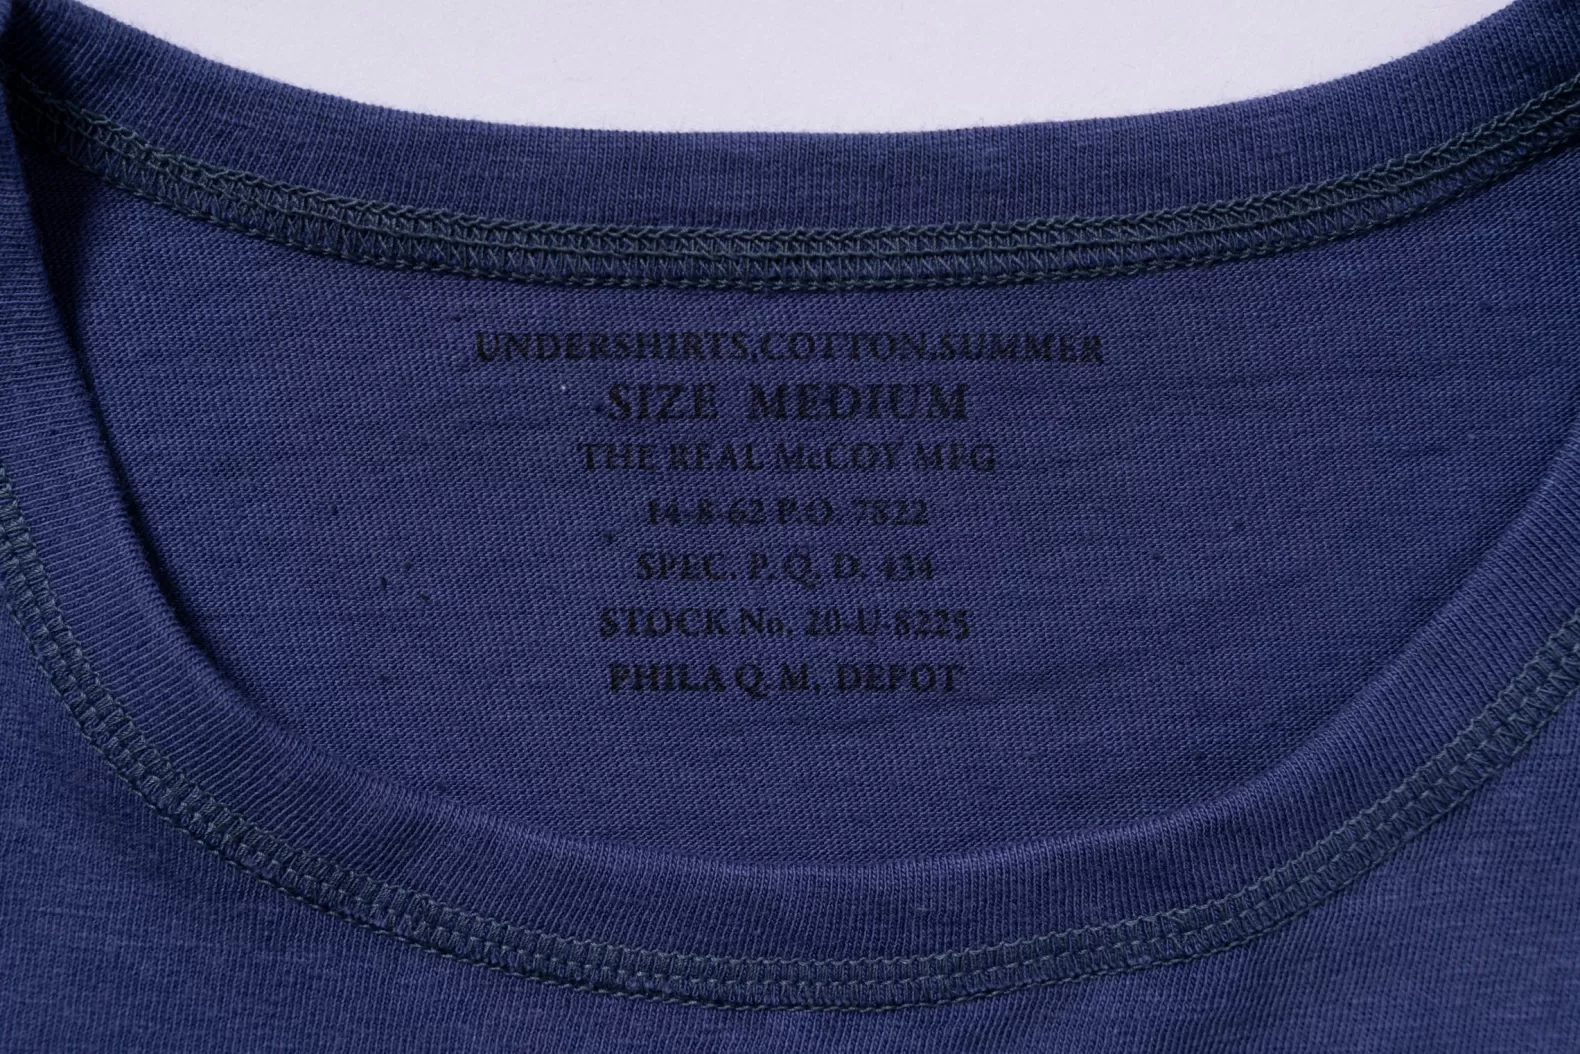 UNDERSHIRTS,COTTON.SUMMER
SIZE MEDIUM
THE REAL McCOY MFG
14-8-62 P.O. 7822
SPEC. P. Q. D. 434
STOCK No. 20-U-8225
PHILA Q M. DEPOT